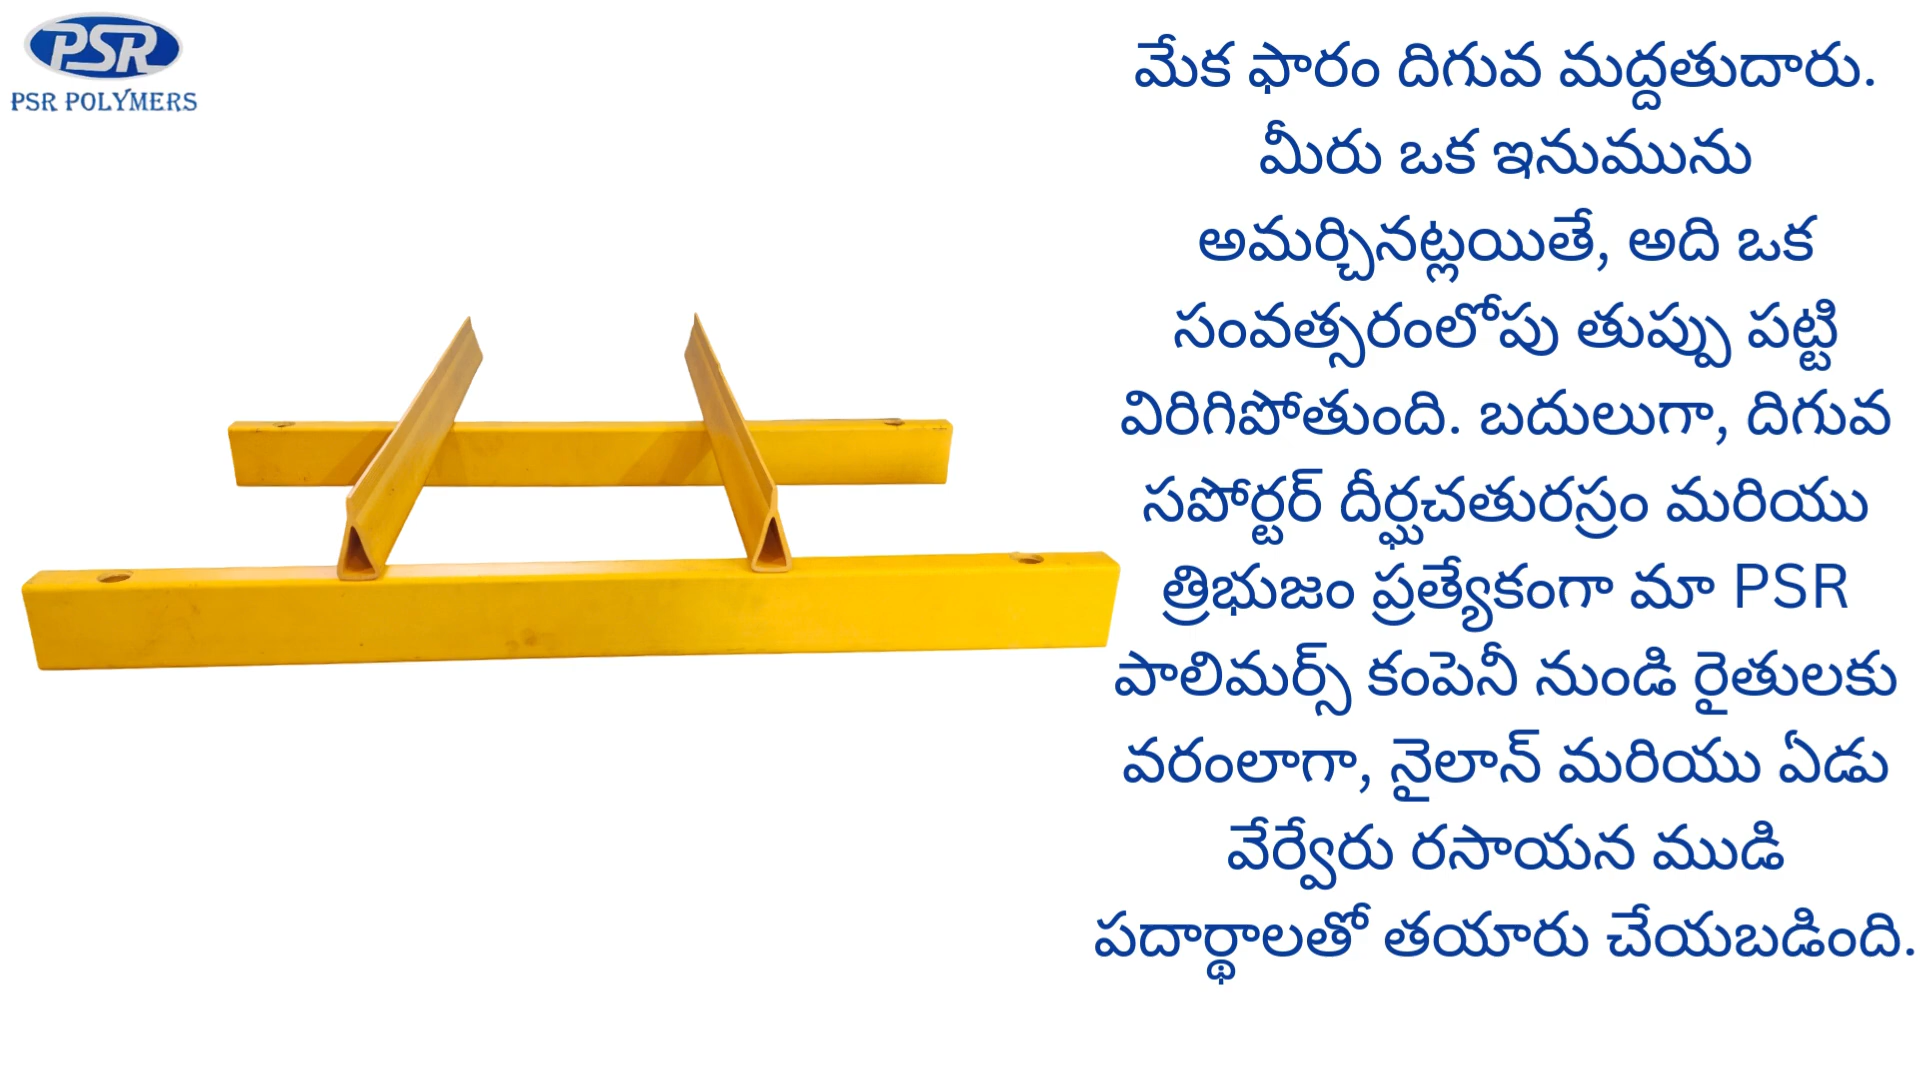 PSR
PSR POLYMERS
మేక ఫారం దిగువ మద్దతుదారు.
మీరు ఒక ఇనుమును
అమర్చినట్లయితే, అది ఒక
సంవత్సరంలోపు తుప్పు పట్టి
విరిగిపోతుంది. బదులుగా, దిగువ
సపోర్టర్ దీర్ఘచతురస్రం మరియు
త్రిభుజం ప్రత్యేకంగా మా PSR
పాలిమర్స్ కంపెనీ నుండి రైతులకు
వరంలాగా, నైలాన్ మరియు ఏడు
వేర్వేరు రసాయన ముడి
పదార్థాలతో తయారు చేయబడింది.